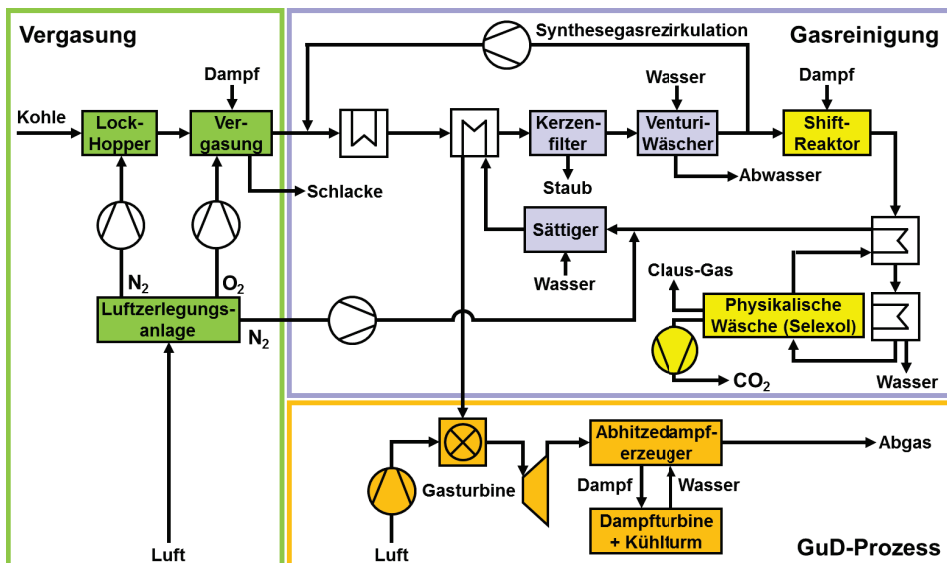 Vergasung
Synthesegasrezirkulation
Gasreinigung
Dampf
Wasser
Dampf
Kohle
Lock-
Hopper
Ver-
gasung
Kerzen-
filter
Venturi-
Wäscher
Shift-
Reaktor
Schlacke
Staub
Abwasser
Sättiger
Wasser
N2
O2
Claus-Gas
Luftzerlegungs-
anlage
N2
Physikalische
Wäsche (Selexol)
CO2
Wasser
Gasturbine
Abhitzedampf-
erzeuger
Abgas
Dampf
Wasser
Dampfturbine
+ Kühlturm
Luft
Luft
GuD-Prozess